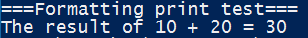 ===Formatting print test===
The result of 10 + 20 = 30